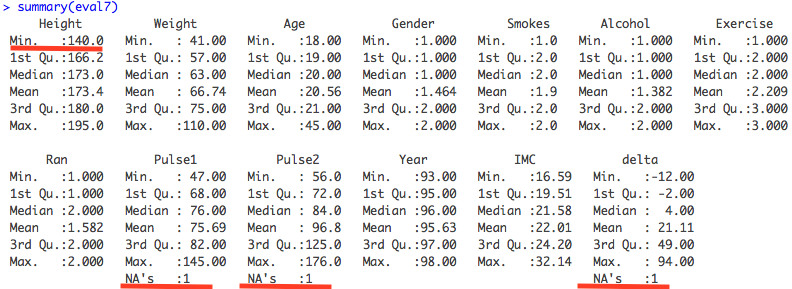 > summary(eval7)
Height Weight Age Gender Smokes Alcohol Exercise
Min. :140.0 Min. : 41.00 Min. :18.00 Min. :1.000 Min. :1.0 Min. :1.000 Min. :1.000
1st Qu.:166.2 1st Qu.: 57.00 1st Qu.:19.00 1st Qu.:1.000 1st Qu.:2.0 1st Qu.:1.000 1st Qu.:2.000
Median :173.0 Median : 63.00 Median :20.00 Median :1.000 Median :2.0 Median :1.000 Median :2.000
Mean :173.4 Mean : 66.74 Mean :20.56 Mean :1.464 Mean :1.9 Mean :1.382 Mean :2.209
3rd Qu.:180.0 3rd Qu.: 75.00 3rd Qu.:21.00 3rd Qu.:2.000 3rd Qu.:2.0 3rd Qu.:2.000 3rd Qu.:3.000
Max. :195.0 Max. :110.00 Max. :45.00 Max. :2.000 Max. :2.0 Max. :2.000 Max. :3.000
Ran Pulse1 Pulse2 Year IMC delta
Min. :1.000 Min. : 47.00 Min. : 56.0 Min. :93.00 Min. :16.59 Min. :-12.00
1st Qu.:1.000 1st Qu.: 68.00 1st Qu.: 72.0 1st Qu.:95.00 1st Qu.:19.51 1st Qu.: -2.00
Median :2.000 Median : 76.00 Median : 84.0 Median :96.00 Median :21.58 Median : 4.00
Mean :1.582 Mean : 75.69 Mean : 96.8 Mean :95.63 Mean :22.01 Mean : 21.11
3rd Qu.:2.000 3rd Qu.: 82.00 3rd Qu.:125.0 3rd Qu.:97.00 3rd Qu.:24.20 3rd Qu.: 49.00
Max. :2.000 Max. :145.00 Max. :176.0 Max. :98.00 Max. :32.14 Max. : 94.00
NA's :1 NA's :1 NA's :1